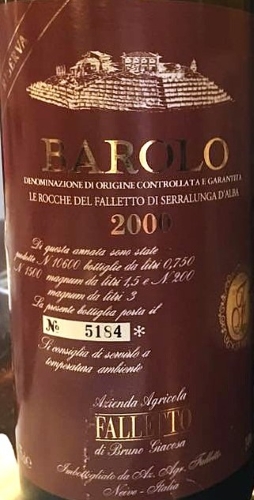 RISERVA
BAROLO
DENOMINAZIONE DI ORIGINE CONTROLLATA E GARANTITA
LE ROCCHE DEL FALLETTO DI SERRALUNGA D'ALBA
2000
Di questa annata sono state
prodotte N 10600 bottiglie da litri 0,750
N 1500 magnum da litri 1,5 e N 200
magnum da litri 3
La presente bottiglia porta il
No 5184 *
Si consiglia di servirlo a
temperatura ambiente
Azienda Agricola
FALLETTO
di Bruno Giacosa
Imbottigliato da Az. Agr. Falletto
Neive - Italia